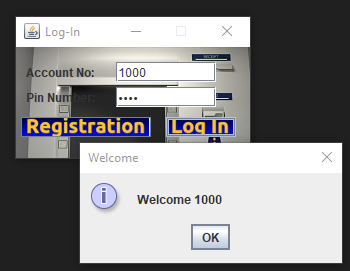 Log-In
Account No: 1000
Pin Number: ••••
Registration Log In
Welcome
Welcome 1000
OK